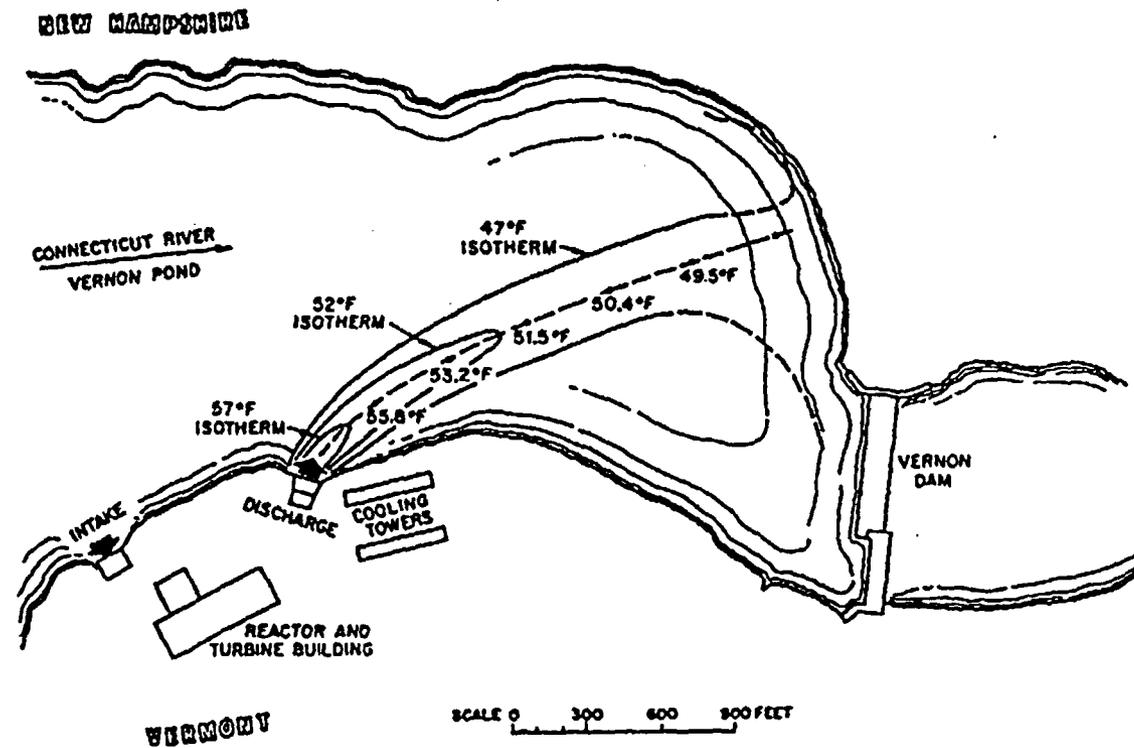 NEW HAMPSHIRE
CONNECTICUT RIVER
VERNON POND
47°F
ISOTHERM
49.5°F
50.4°F
52°F
ISOTHERM
51.5°F
53.2°F
57°F
ISOTHERM
55.8°F
INTAKE
DISCHARGE
COOLING
TOWERS
VERNON
DAM
REACTOR AND
TURBINE BUILDING
VERMONT
SCALE 0 300 600 900 FEET